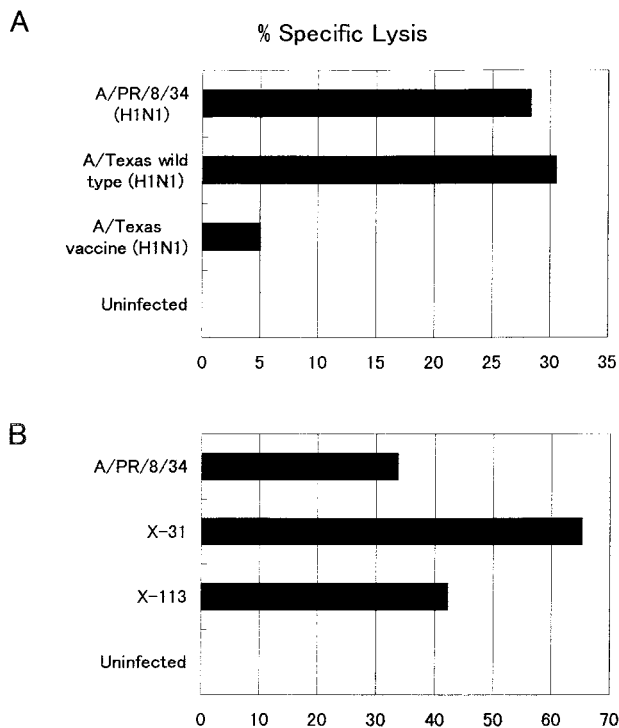 A
% Specific Lysis
A/PR/8/34
(H1N1)
A/Texas wild
type (H1N1)
A/Texas
vaccine (H1N1)
Uninfected
0 5 10 15 20 25 30 35
B
A/PR/8/34
X-31
X-113
Uninfected
0 10 20 30 40 50 60 70